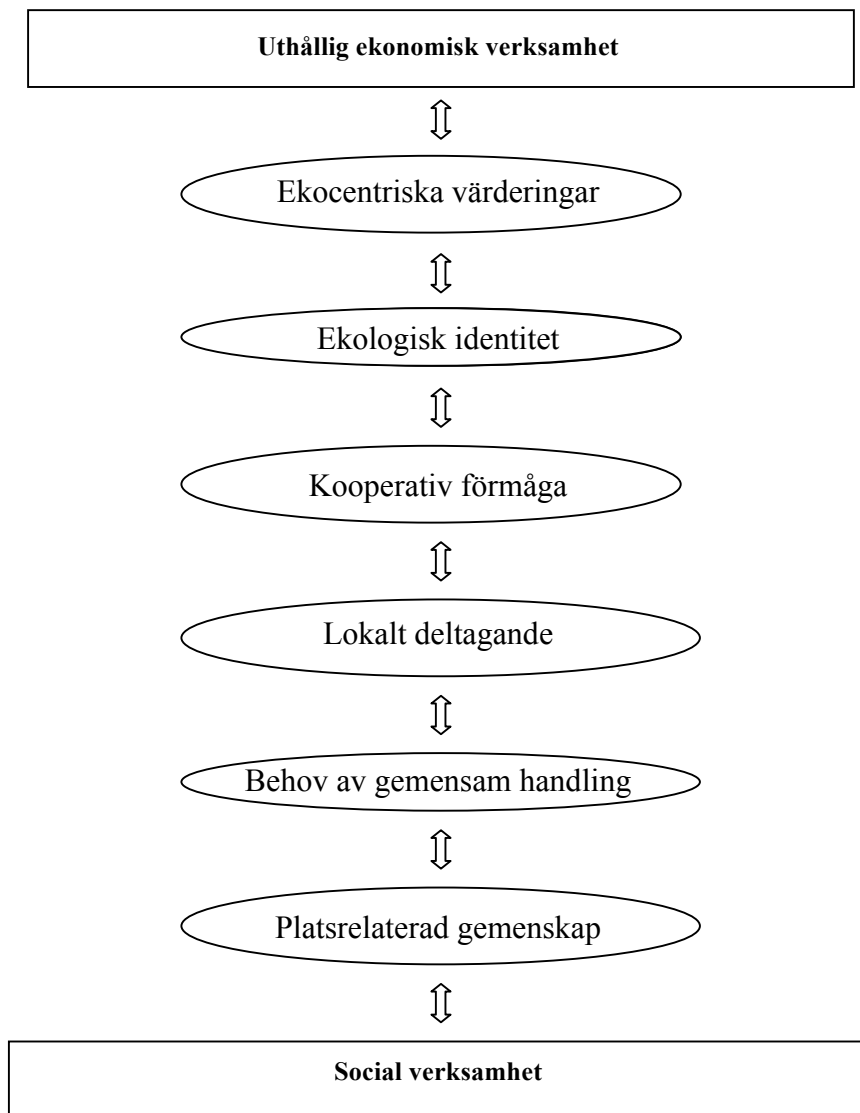 Uthållig ekonomisk verksamhet
Ekocentriska värderingar
Ekologisk identitet
Kooperativ förmåga
Lokalt deltagande
Behov av gemensam handling
Platsrelaterad gemenskap
Social verksamhet